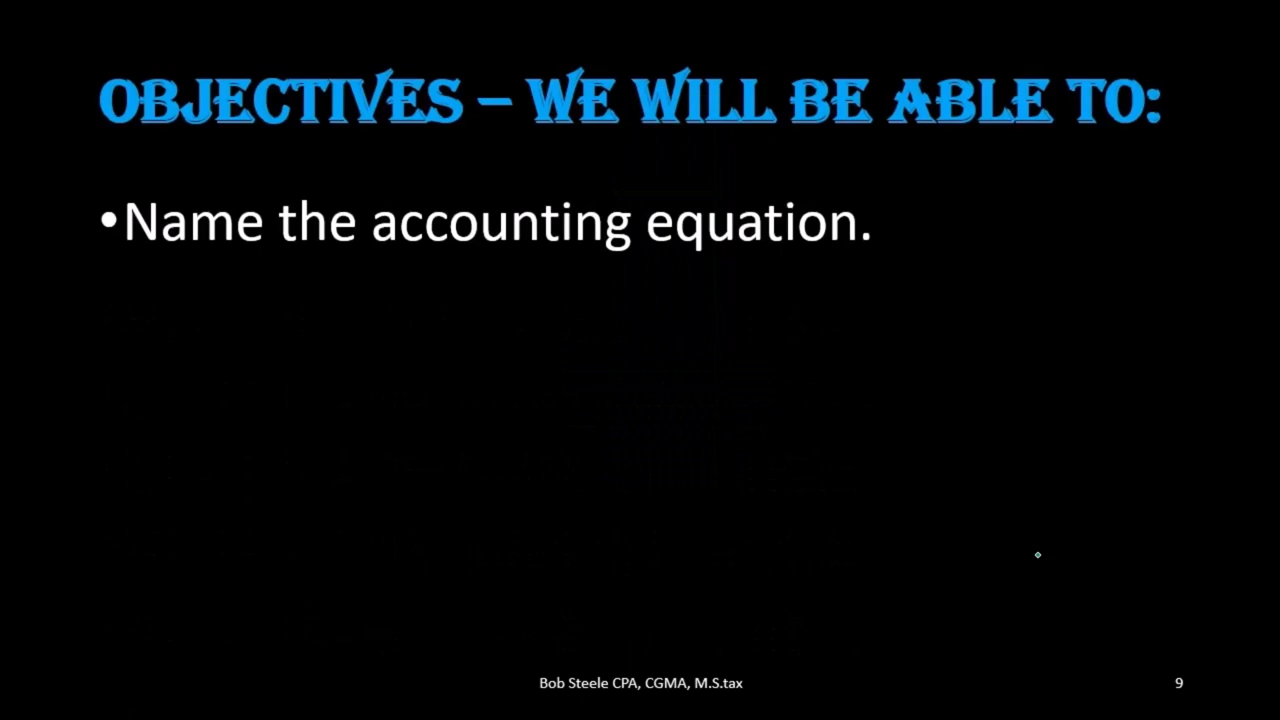 OBJECTIVES – WE WILL BE ABLE TO:
•Name the accounting equation.
Bob Steele CPA, CGMA, M.S.tax
9